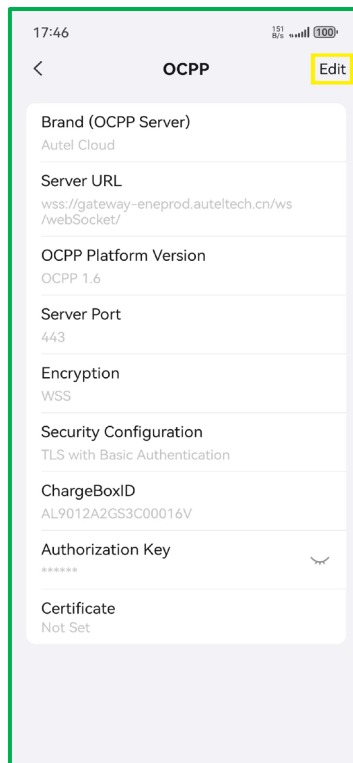 17:46
151 B/s 100
OCPP
Edit
Brand (OCPP Server)
Autel Cloud
Server URL
wss://gateway-eneprod.auteltech.cn/ws
/webSocket/
OCPP Platform Version
OCPP 1.6
Server Port
443
Encryption
WSS
Security Configuration
TLS with Basic Authentication
ChargeBoxID
AL9012A2GS3C00016V
Authorization Key
******
Certificate
Not Set